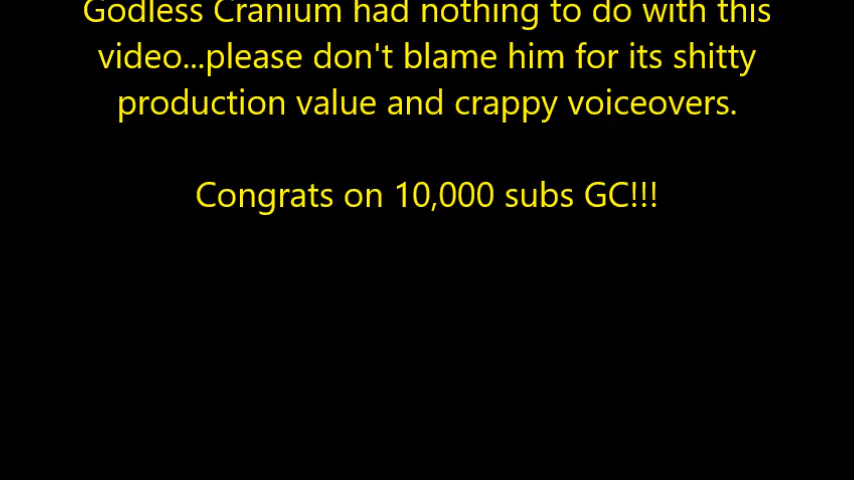 Godless Cranium had nothing to do with this
video...please don't blame him for its shitty
production value and crappy voiceovers.
Congrats on 10,000 subs GC!!!